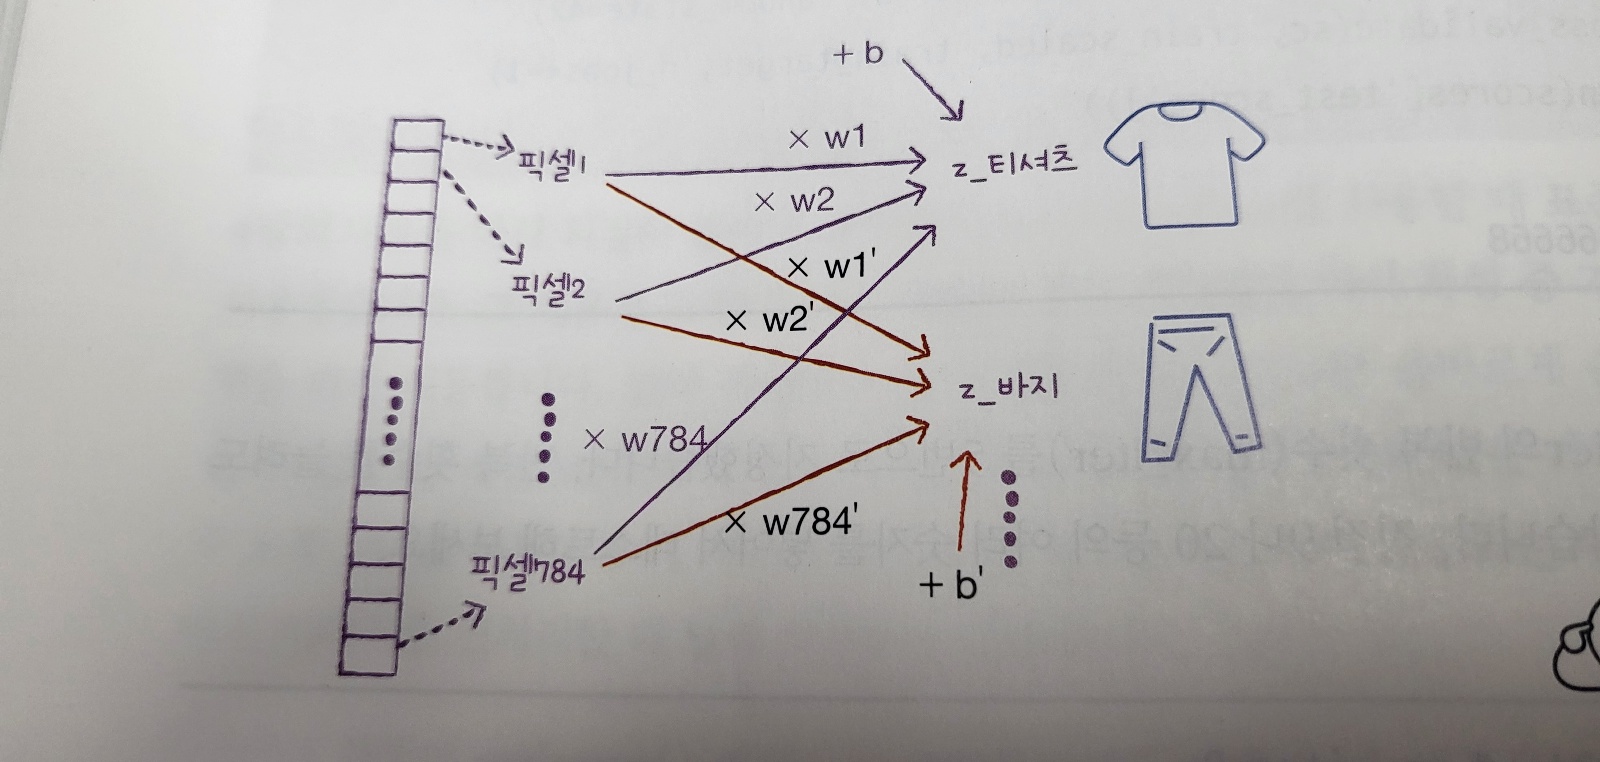 + b
× w1
픽셀1
z_티셔츠
× w2
× w1'
픽셀2
× w2'
z_바지
× w784
× w784'
픽셀784
+ b'